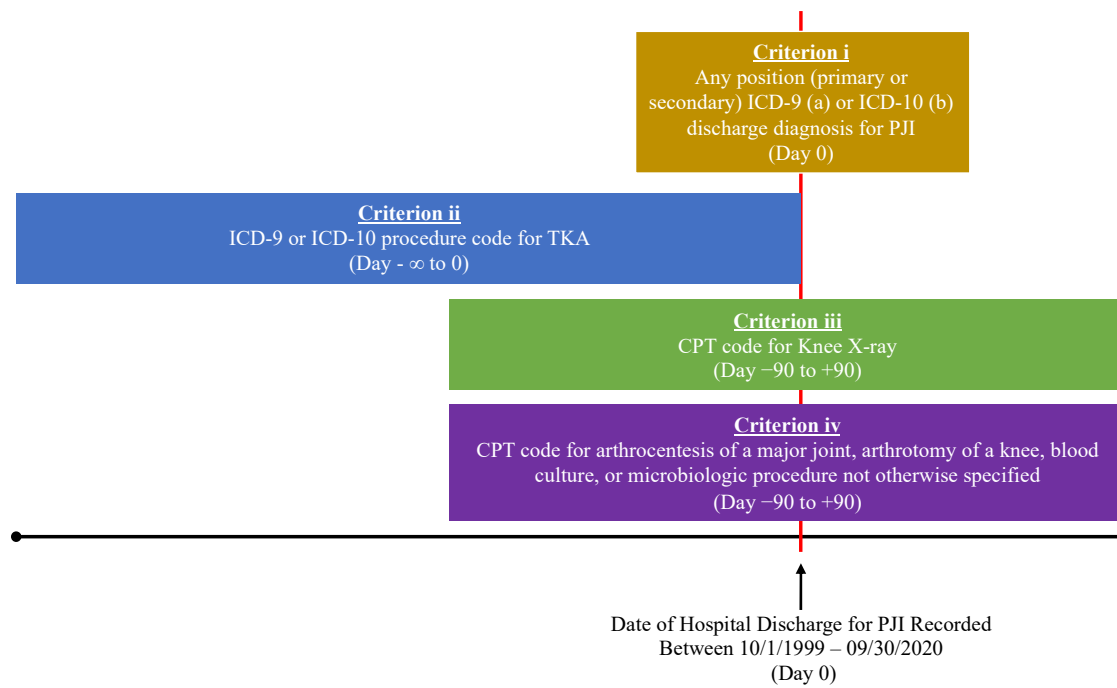 Criterion i
Any position (primary or
secondary) ICD-9 (a) or ICD-10 (b)
discharge diagnosis for PJI
(Day 0)
Criterion ii
ICD-9 or ICD-10 procedure code for TKA
(Day - ∞ to 0)
Criterion iii
CPT code for Knee X-ray
(Day −90 to +90)
Criterion iv
CPT code for arthrocentesis of a major joint, arthrotomy of a knee, blood
culture, or microbiologic procedure not otherwise specified
(Day −90 to +90)
Date of Hospital Discharge for PJI Recorded
Between 10/1/1999 – 09/30/2020
(Day 0)